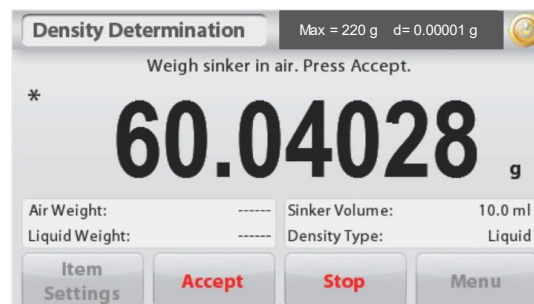 Density Determination Max = 220 g d= 0.00001 g
Weigh sinker in air. Press Accept.
* 60.04028 g
Air Weight: ------ Sinker Volume: 10.0 ml
Liquid Weight: ------ Density Type: Liquid
Item Settings Accept Stop Menu